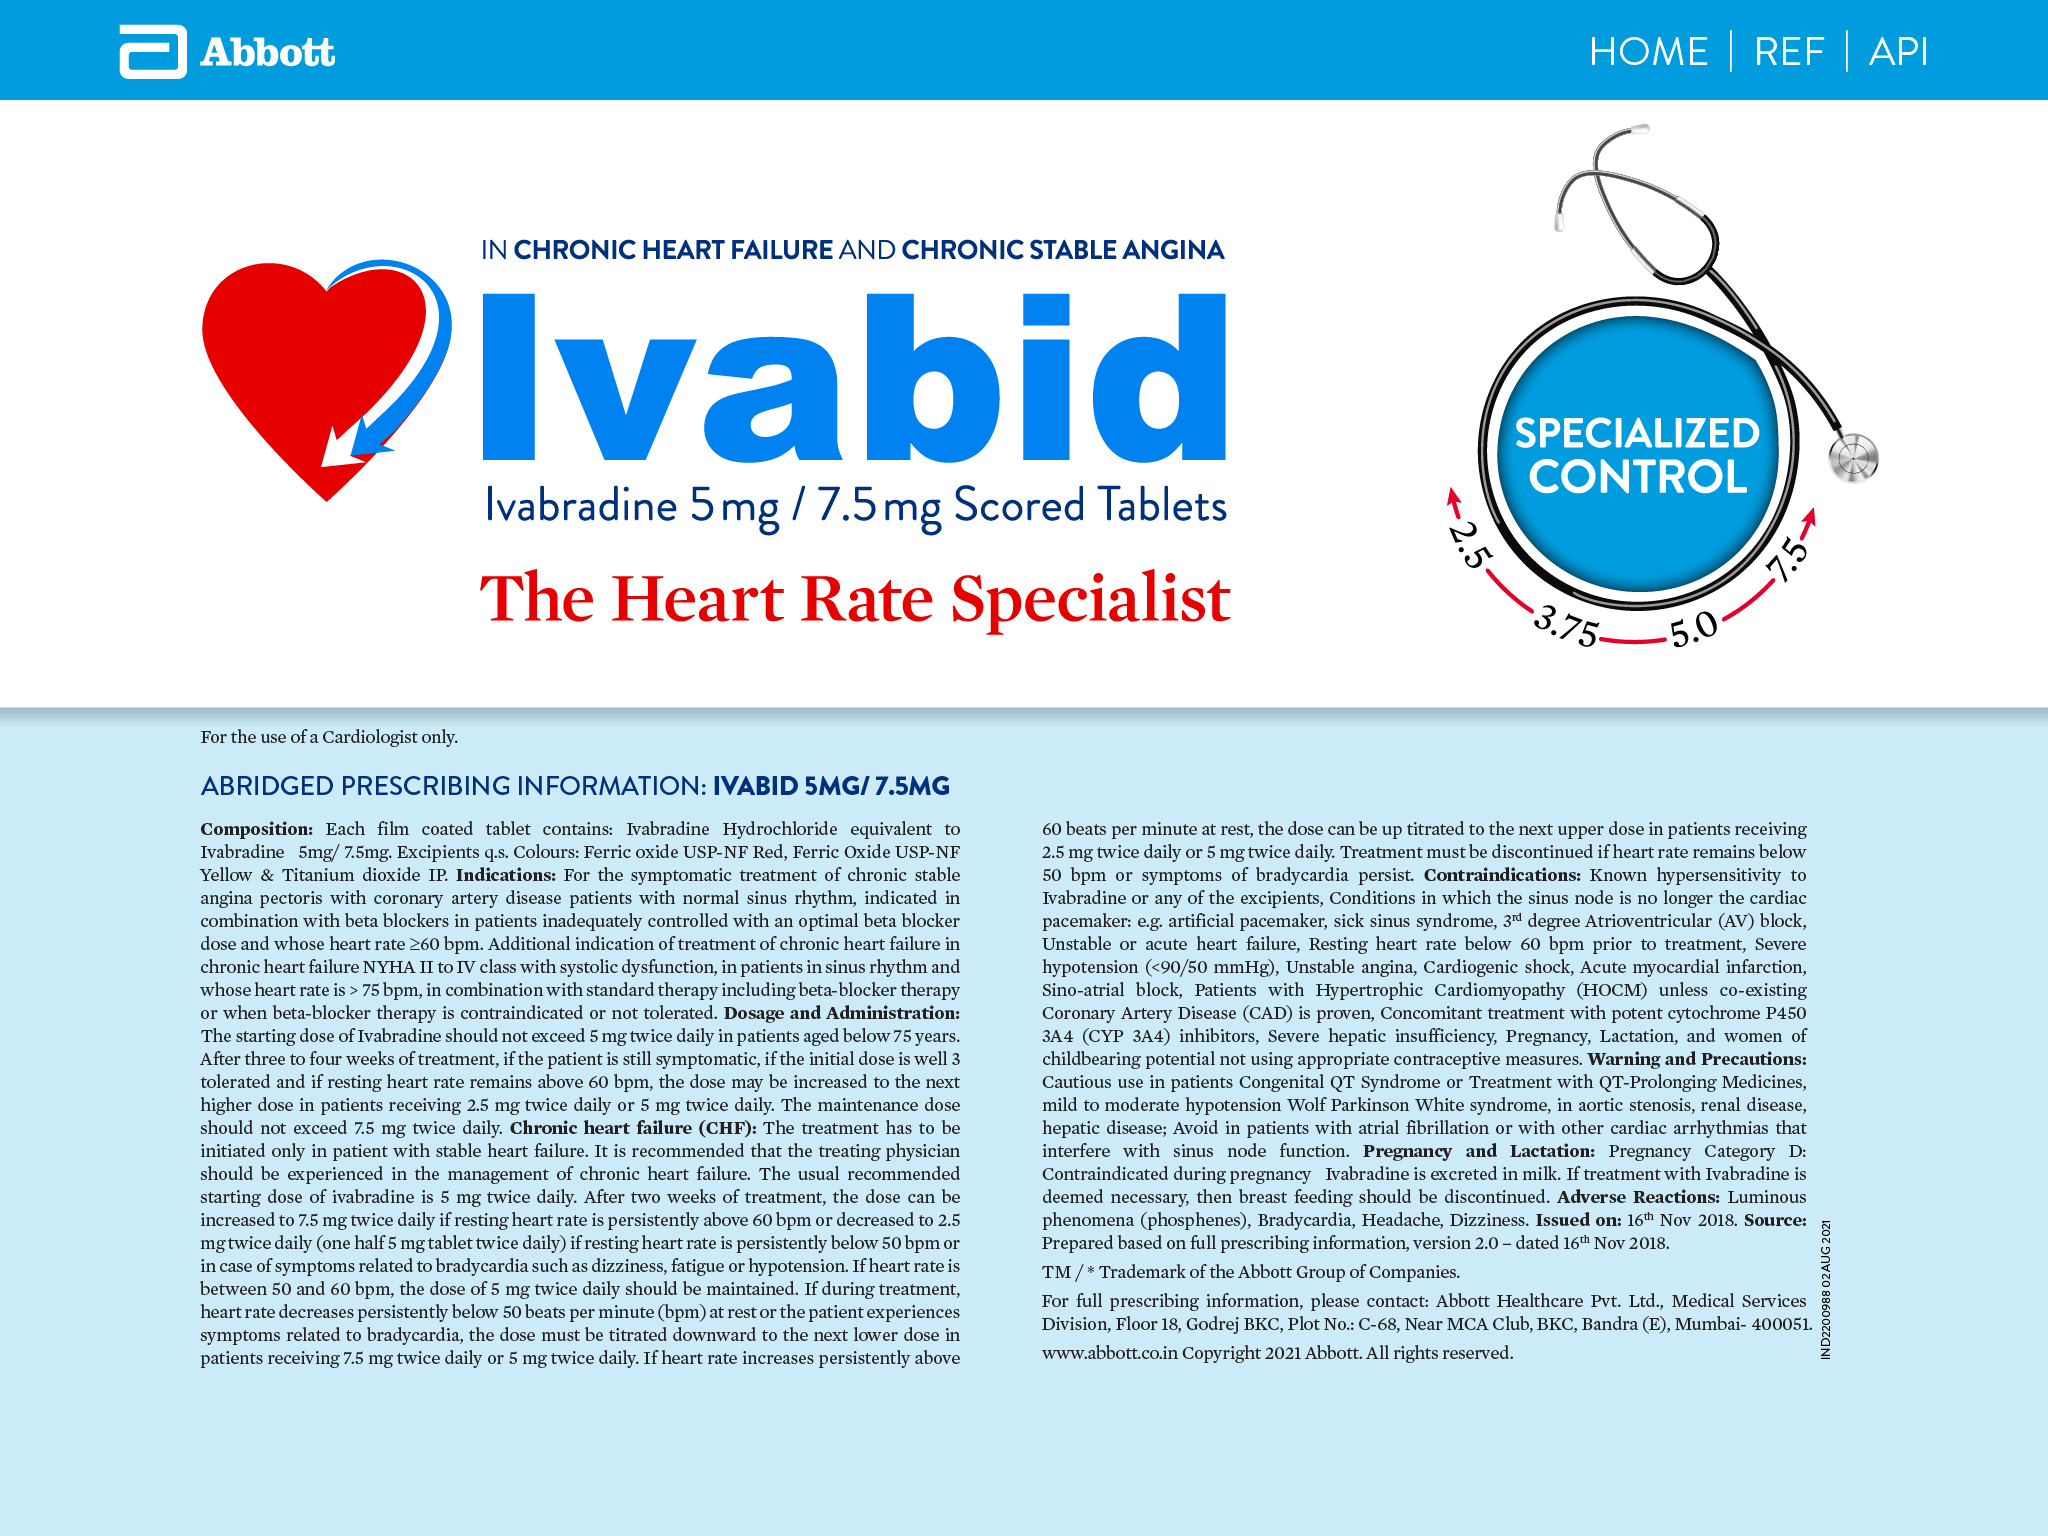 Abbott
HOME | REF | API
IN CHRONIC HEART FAILURE AND CHRONIC STABLE ANGINA
Ivabid
Ivabradine 5 mg / 7.5 mg Scored Tablets
The Heart Rate Specialist
SPECIALIZED
CONTROL
2.5
3.75
5.0
7.5
For the use of a Cardiologist only.
ABRIDGED PRESCRIBING INFORMATION: IVABID 5MG/ 7.5MG
Composition: Each film coated tablet contains: Ivabradine Hydrochloride equivalent to
Ivabradine 5mg/ 7.5mg. Excipients q.s. Colours: Ferric oxide USP-NF Red, Ferric Oxide USP-NF
Yellow & Titanium dioxide IP. Indications: For the symptomatic treatment of chronic stable
angina pectoris with coronary artery disease patients with normal sinus rhythm, indicated in
combination with beta blockers in patients inadequately controlled with an optimal beta blocker
dose and whose heart rate ≥60 bpm. Additional indication of treatment of chronic heart failure in
chronic heart failure NYHA II to IV class with systolic dysfunction, in patients in sinus rhythm and
whose heart rate is > 75 bpm, in combination with standard therapy including beta-blocker therapy
or when beta-blocker therapy is contraindicated or not tolerated. Dosage and Administration:
The starting dose of Ivabradine should not exceed 5 mg twice daily in patients aged below 75 years.
After three to four weeks of treatment, if the patient is still symptomatic, if the initial dose is well 3
tolerated and if resting heart rate remains above 60 bpm, the dose may be increased to the next
higher dose in patients receiving 2.5 mg twice daily or 5 mg twice daily. The maintenance dose
should not exceed 7.5 mg twice daily. Chronic heart failure (CHF): The treatment has to be
initiated only in patient with stable heart failure. It is recommended that the treating physician
should be experienced in the management of chronic heart failure. The usual recommended
starting dose of ivabradine is 5 mg twice daily. After two weeks of treatment, the dose can be
increased to 7.5 mg twice daily if resting heart rate is persistently above 60 bpm or decreased to 2.5
mg twice daily (one half 5 mg tablet twice daily) if resting heart rate is persistently below 50 bpm or
in case of symptoms related to bradycardia such as dizziness, fatigue or hypotension. If heart rate is
between 50 and 60 bpm, the dose of 5 mg twice daily should be maintained. If during treatment,
heart rate decreases persistently below 50 beats per minute (bpm) at rest or the patient experiences
symptoms related to bradycardia, the dose must be titrated downward to the next lower dose in
patients receiving 7.5 mg twice daily or 5 mg twice daily. If heart rate increases persistently above
60 beats per minute at rest, the dose can be up titrated to the next upper dose in patients receiving
2.5 mg twice daily or 5 mg twice daily. Treatment must be discontinued if heart rate remains below
50 bpm or symptoms of bradycardia persist. Contraindications: Known hypersensitivity to
Ivabradine or any of the excipients, Conditions in which the sinus node is no longer the cardiac
pacemaker: e.g. artificial pacemaker, sick sinus syndrome, 3rd degree Atrioventricular (AV) block,
Unstable or acute heart failure, Resting heart rate below 60 bpm prior to treatment, Severe
hypotension (<90/50 mmHg), Unstable angina, Cardiogenic shock, Acute myocardial infarction,
Sino-atrial block, Patients with Hypertrophic Cardiomyopathy (HOCM) unless co-existing
Coronary Artery Disease (CAD) is proven, Concomitant treatment with potent cytochrome P450
3A4 (CYP 3A4) inhibitors, Severe hepatic insufficiency, Pregnancy, Lactation, and women of
childbearing potential not using appropriate contraceptive measures. Warning and Precautions:
Cautious use in patients Congenital QT Syndrome or Treatment with QT-Prolonging Medicines,
mild to moderate hypotension Wolf Parkinson White syndrome, in aortic stenosis, renal disease,
hepatic disease; Avoid in patients with atrial fibrillation or with other cardiac arrhythmias that
interfere with sinus node function. Pregnancy and Lactation: Pregnancy Category D:
Contraindicated during pregnancy Ivabradine is excreted in milk. If treatment with Ivabradine is
deemed necessary, then breast feeding should be discontinued. Adverse Reactions: Luminous
phenomena (phosphenes), Bradycardia, Headache, Dizziness. Issued on: 16th Nov 2018. Source:
Prepared based on full prescribing information, version 2.0 – dated 16th Nov 2018.
TM / * Trademark of the Abbott Group of Companies.
For full prescribing information, please contact: Abbott Healthcare Pvt. Ltd., Medical Services
Division, Floor 18, Godrej BKC, Plot No.: C-68, Near MCA Club, BKC, Bandra (E), Mumbai- 400051.
www.abbott.co.in Copyright 2021 Abbott. All rights reserved.
IND2200988 02AUG 2021